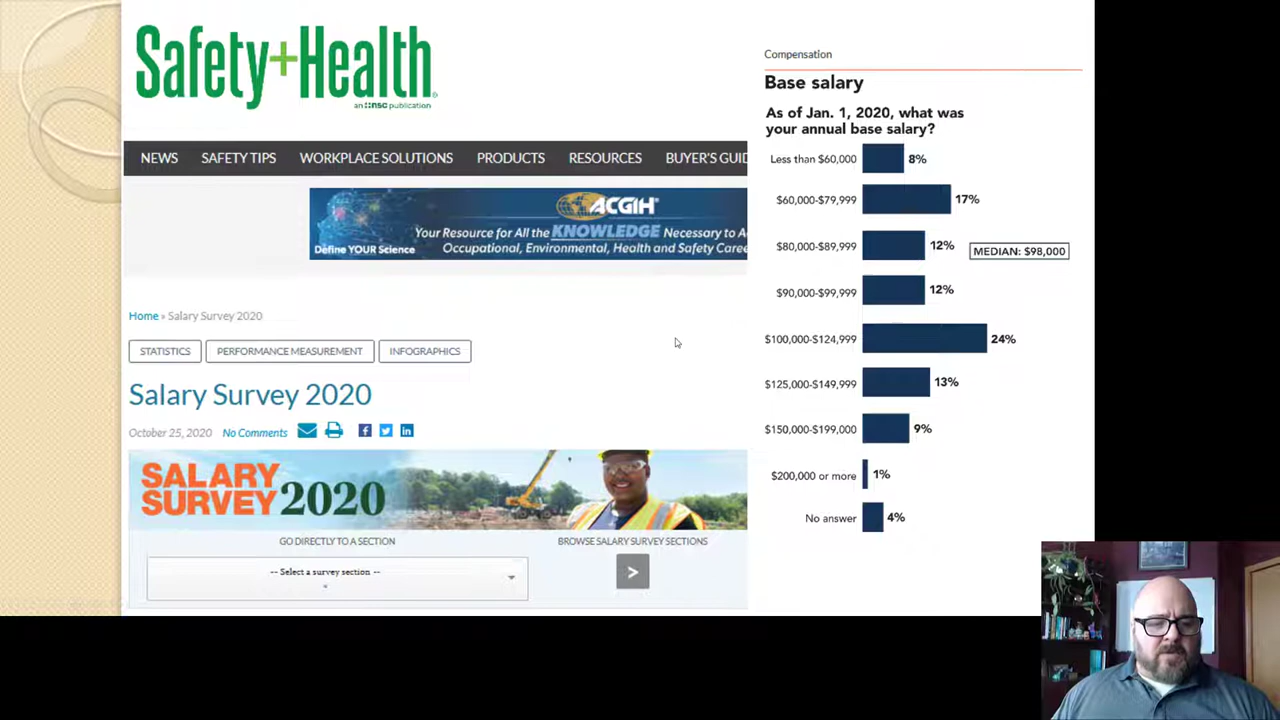 Safety+Health
an nsc publication
NEWS SAFETY TIPS WORKPLACE SOLUTIONS PRODUCTS RESOURCES BUYER'S GUID
ACGIH
Define YOUR Science
Your Resource for All the KNOWLEDGE Necessary to A
Occupational, Environmental, Health and Safety Caree
Home » Salary Survey 2020
STATISTICS PERFORMANCE MEASUREMENT INFOGRAPHICS
Salary Survey 2020
October 25, 2020 No Comments
SALARY
SURVEY 2020
GO DIRECTLY TO A SECTION
BROWSE SALARY SURVEY SECTIONS
-- Select a survey section --
>
Compensation
Base salary
As of Jan. 1, 2020, what was
your annual base salary?
Less than $60,000 8%
$60,000-$79,999 17%
$80,000-$89,999 12%
MEDIAN: $98,000
$90,000-$99,999 12%
$100,000-$124,999 24%
$125,000-$149,999 13%
$150,000-$199,000 9%
$200,000 or more 1%
No answer 4%